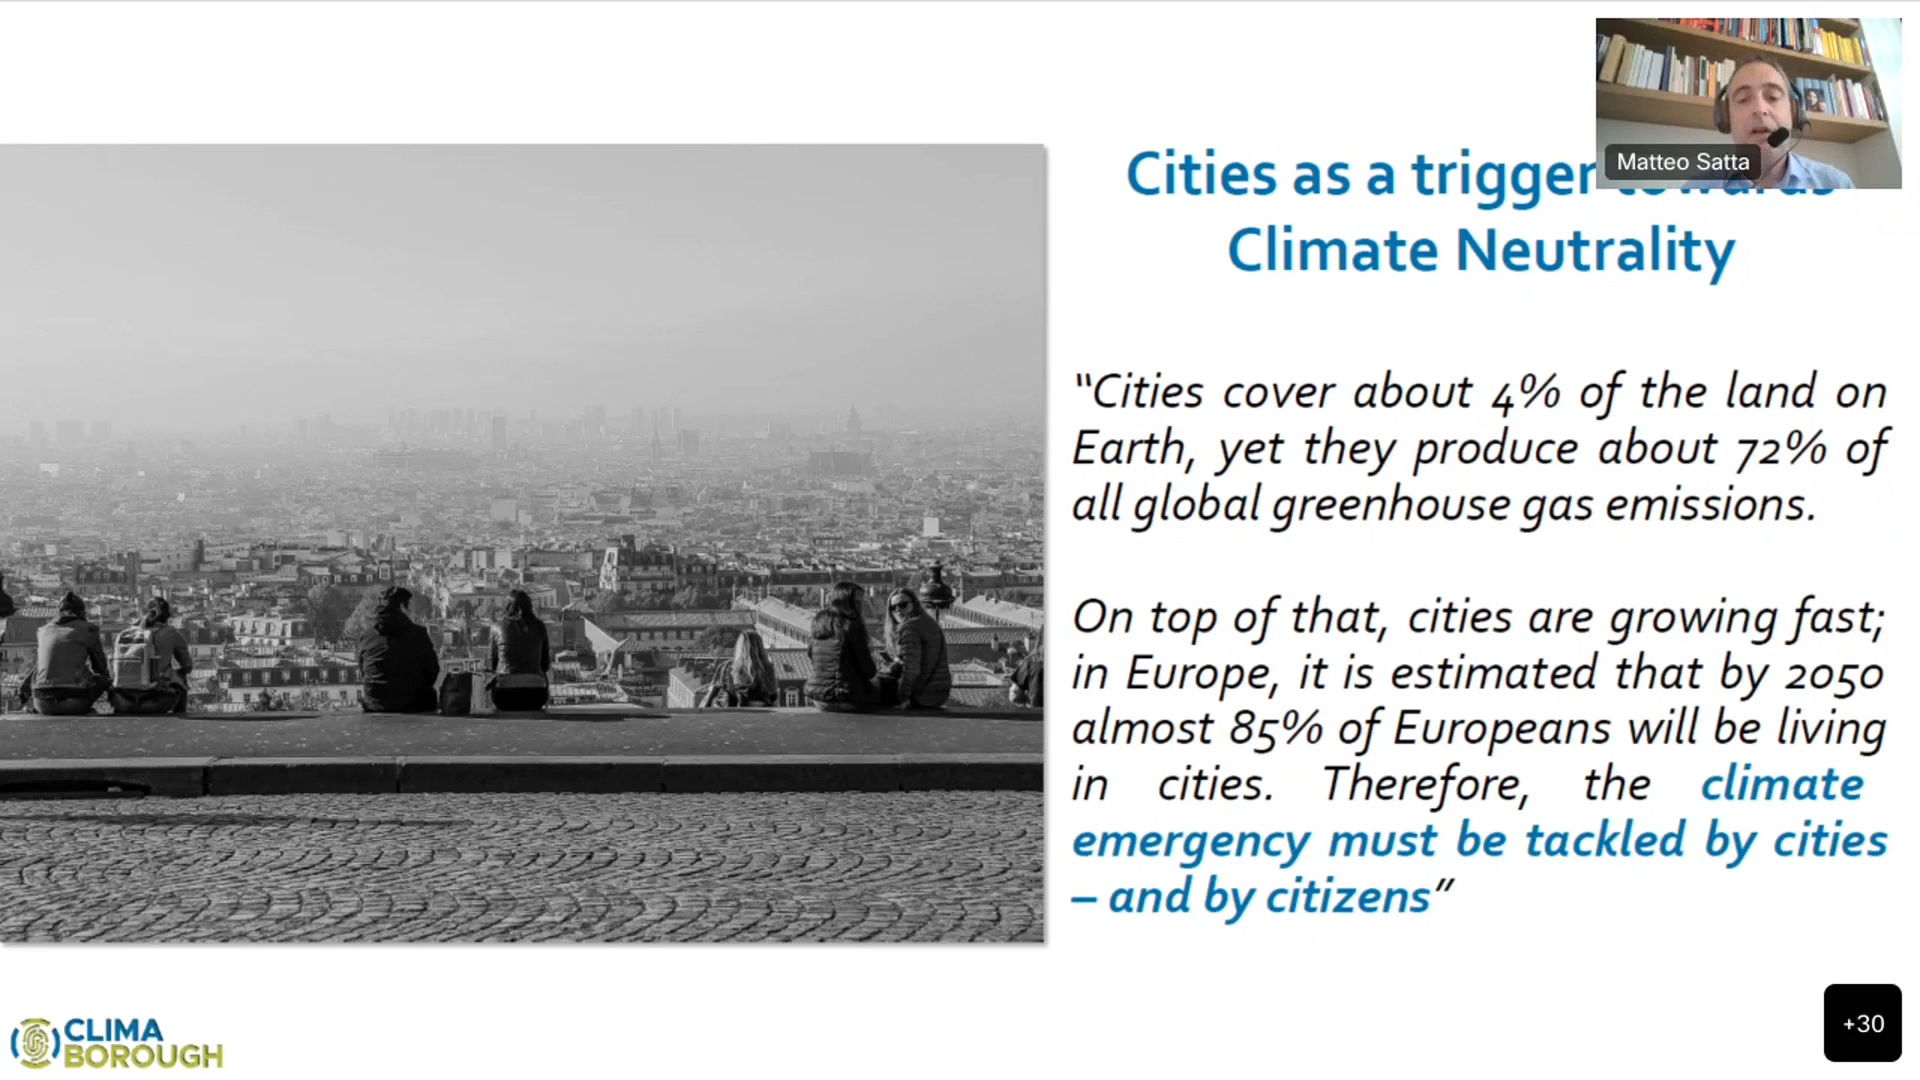 Matteo Satta
Cities as a trigger towards
Climate Neutrality
“Cities cover about 4% of the land on
Earth, yet they produce about 72% of
all global greenhouse gas emissions.
On top of that, cities are growing fast;
in Europe, it is estimated that by 2050
almost 85% of Europeans will be living
in cities. Therefore, the climate
emergency must be tackled by cities
– and by citizens”
CLIMA
BOROUGH
+30